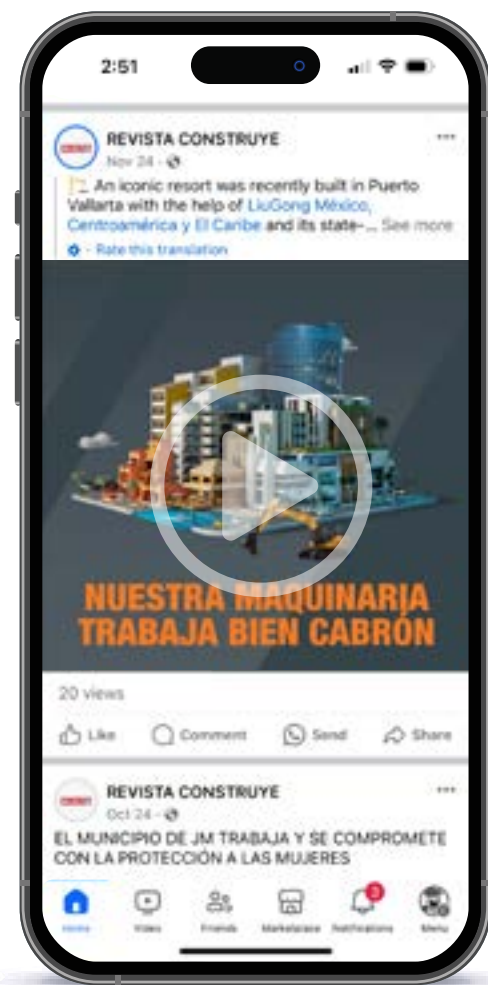 2:51
REVISTA CONSTRUYE
Nov 24
An iconic resort was recently built in Puerto
Vallarta with the help of LiuGong México,
Centroamérica y El Caribe and its state-... See more
Rate this translation
NUESTRA MAQUINARIA
TRABAJA BIEN CABRÓN
20 views
Like Comment Send Share
REVISTA CONSTRUYE
Oct 24
EL MUNICIPIO DE JM TRABAJA Y SE COMPROMETE
CON LA PROTECCIÓN A LAS MUJERES
3
Home Video Friends Marketplace Notifications Menu